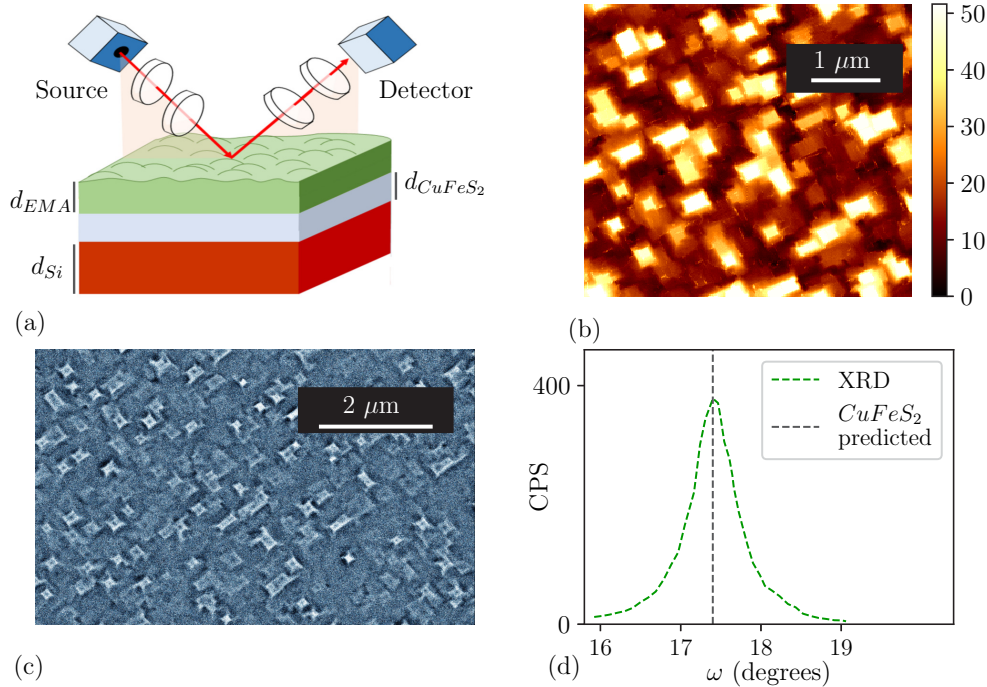 Source
Detector
d_{EMA}
d_{CuFeS_2}
d_{Si}
(a)
1 μm
50
40
30
20
10
0
(b)
2 μm
(c)
400
0
CPS
XRD
CuFeS_2
predicted
16 17 18 19
ω (degrees)
(d)